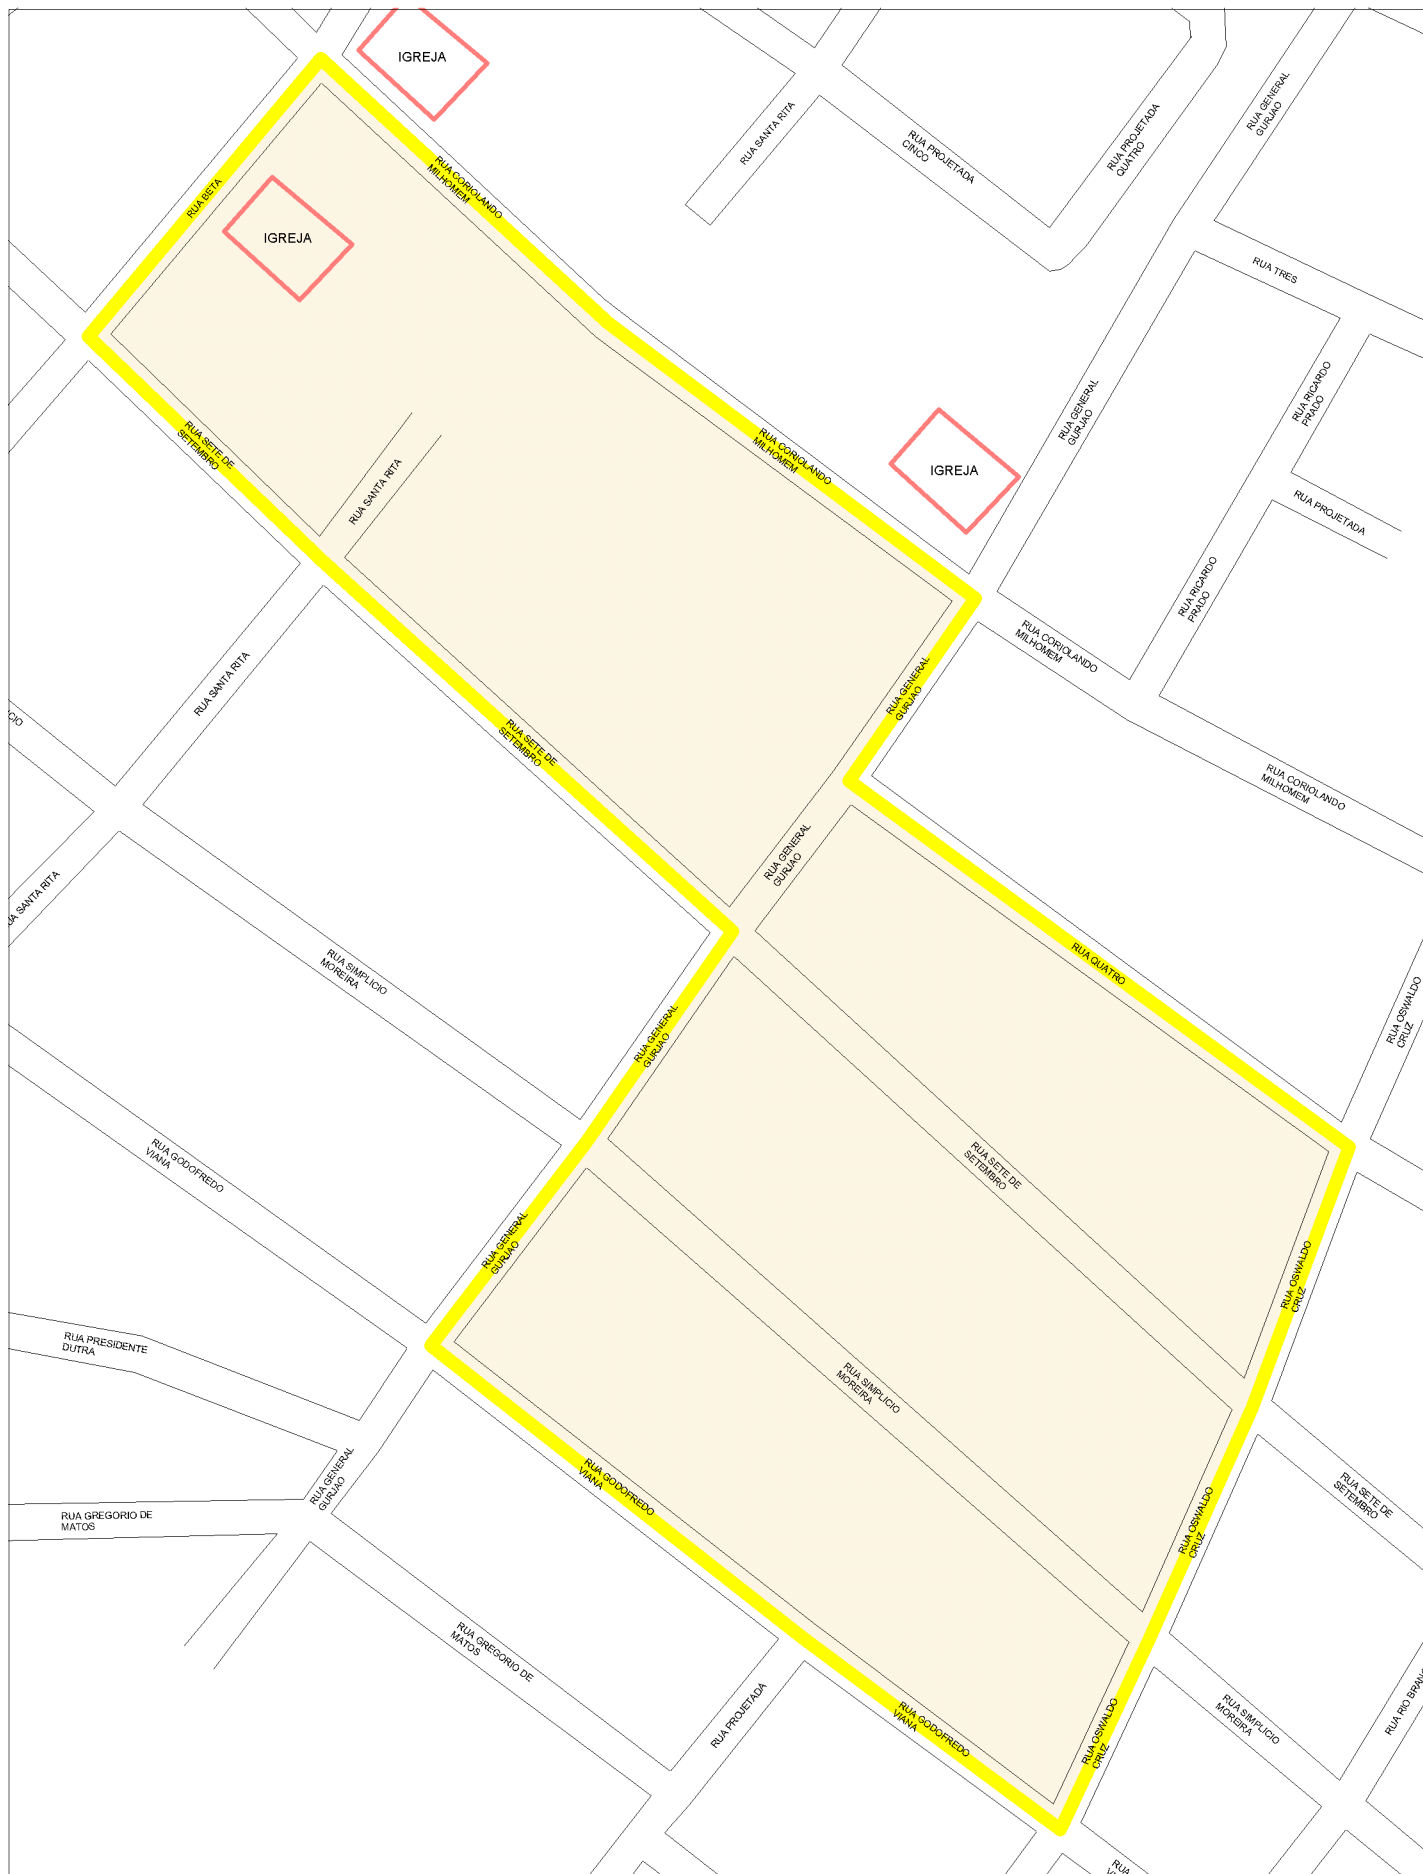 IGREJA
RUA SANTA RITA
RUA PROJETADA
CINCO
RUA PROJETADA
QUATRO
RUA GENERAL
GURJAO
RUA BETA
RUA CORIOLANDO
MILHOMEM
IGREJA
RUA TRES
RUA RICARDO
PRADO
RUA GENERAL
GURJAO
RUA SETE DE
SETEMBRO
RUA SANTA RITA
RUA CORIOLANDO
MILHOMEM
IGREJA
RUA PROJETADA
RUA RICARDO
PRADO
RUA CORIOLANDO
MILHOMEM
RUA SANTA RITA
RUA GENERAL
GURJAO
CIO
RUA SETE DE
SETEMBRO
RUA CORIOLANDO
MILHOMEM
RUA GENERAL
GURJAO
UA SANTA RITA
RUA SIMPLICIO
MOREIRA
RUA QUATRO
RUA OSWALDO
CRUZ
RUA GENERAL
GURJAO
RUA GODOFREDO
VIANA
RUA SETE DE
SETEMBRO
RUA GENERAL
GURJAO
RUA OSWALDO
CRUZ
RUA PRESIDENTE
DUTRA
RUA SIMPLICIO
MOREIRA
RUA GENERAL
GURJAO
RUA GODOFREDO
VIANA
RUA SETE DE
SETEMBRO
RUA GREGORIO DE
MATOS
RUA OSWALDO
CRUZ
RUA GREGORIO DE
MATOS
RUA PROJETADA
RUA GODOFREDO
VIANA
RUA OSWALDO
CRUZ
RUA SIMPLICIO
MOREIRA
RUA RIO BRAN
RUA